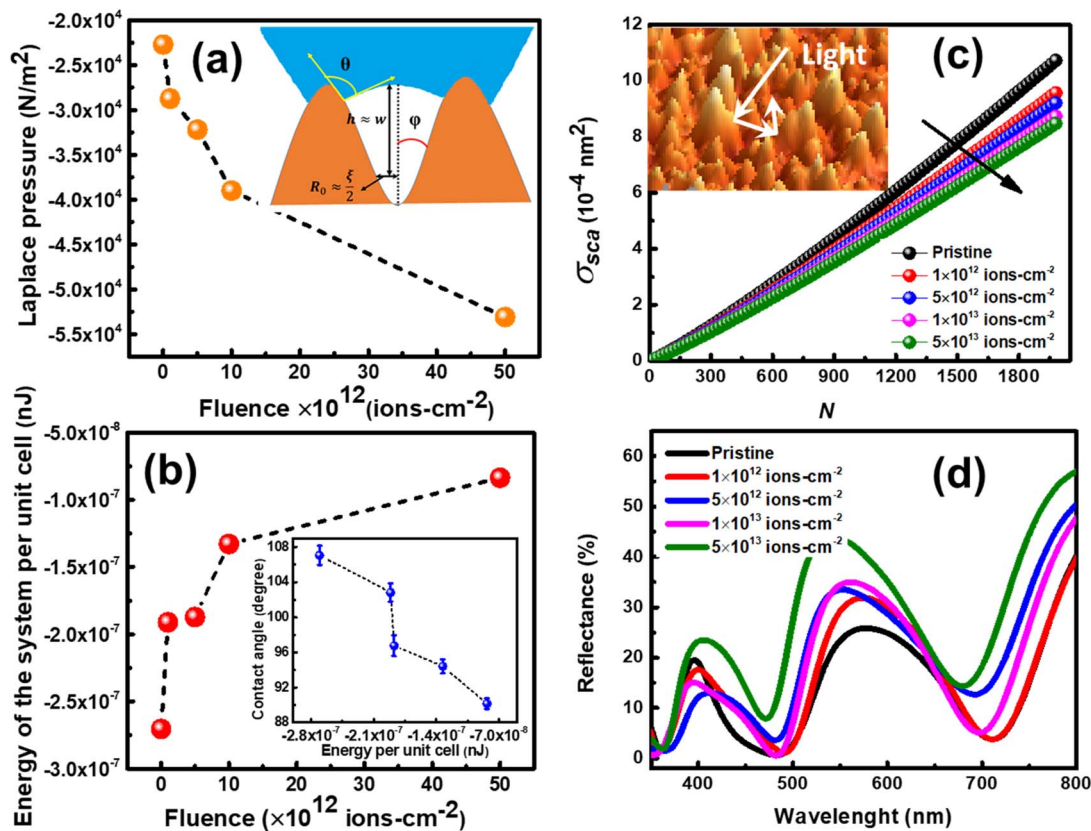 (a)
Laplace pressure (N/m²)
-2.0x10⁴
-2.5x10⁴
-3.0x10⁴
-3.5x10⁴
-4.0x10⁴
-4.5x10⁴
-5.0x10⁴
-5.5x10⁴
θ
h ≈ w
φ
R₀ ≈ ξ/2
0 10 20 30 40 50
Fluence ×10¹² (ions-cm⁻²)
(b)
Energy of the system per unit cell (nJ)
-5.0x10⁻⁸
-1.0x10⁻⁷
-1.5x10⁻⁷
-2.0x10⁻⁷
-2.5x10⁻⁷
-3.0x10⁻⁷
Contact angle (degree)
108
104
100
96
92
88
-2.8x10⁻⁷ -2.1x10⁻⁷ -1.4x10⁻⁷ -7.0x10⁻⁸
Energy per unit cell (nJ)
0 10 20 30 40 50
Fluence (×10¹² ions-cm⁻²)
(c)
Light
σsca (10⁻⁴ nm²)
12
10
8
6
4
2
0
Pristine
1×10¹² ions-cm⁻²
5×10¹² ions-cm⁻²
1×10¹³ ions-cm⁻²
5×10¹³ ions-cm⁻²
0 300 600 900 1200 1500 1800
N
(d)
Pristine
1×10¹² ions-cm⁻²
5×10¹² ions-cm⁻²
1×10¹³ ions-cm⁻²
5×10¹³ ions-cm⁻²
Reflectance (%)
60
50
40
30
20
10
0
400 500 600 700 800
Wavelenght (nm)